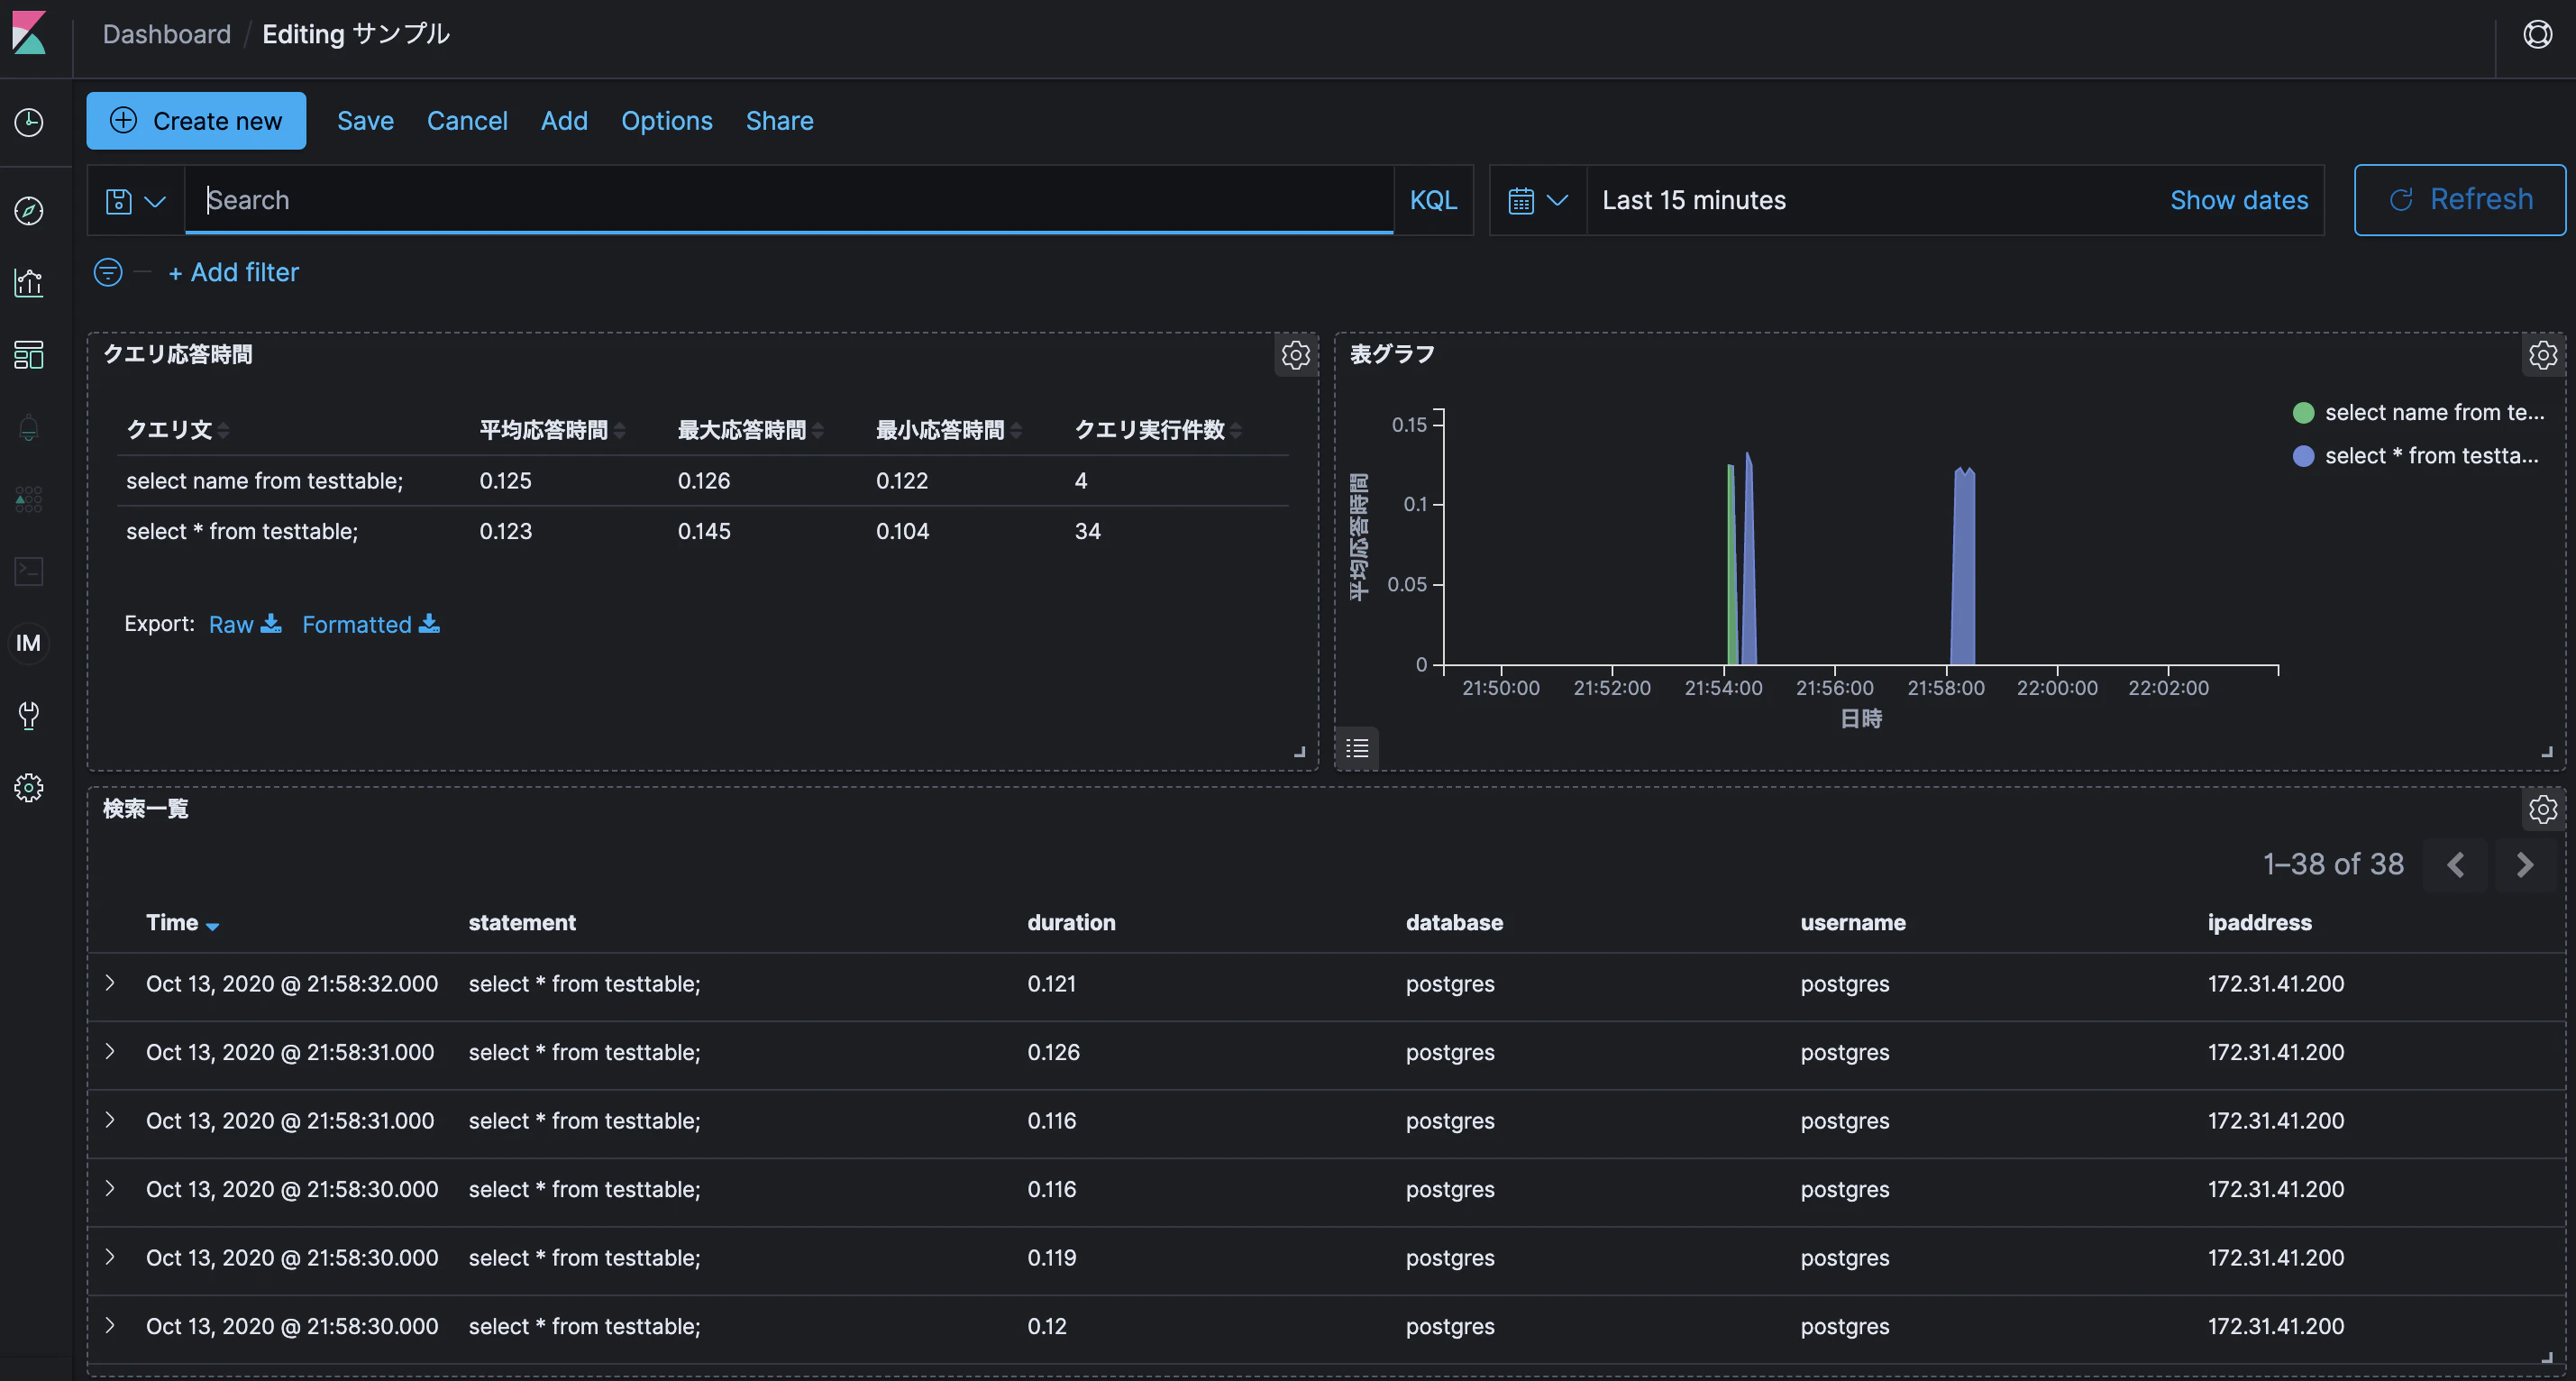 Dashboard / Editing サンプル
Create new Save Cancel Add Options Share
Search KQL Last 15 minutes Show dates Refresh
+ Add filter
クエリ応答時間
クエリ文 平均応答時間 最大応答時間 最小応答時間 クエリ実行件数
select name from testtable; 0.125 0.126 0.122 4
select * from testtable; 0.123 0.145 0.104 34
Export: Raw Formatted
表グラフ
select name from te...
select * from testta...
平均応答時間
0.15
0.1
0.05
0
21:50:00 21:52:00 21:54:00 21:56:00 21:58:00 22:00:00 22:02:00
日時
IM
検索一覧
1–38 of 38
Time statement duration database username ipaddress
Oct 13, 2020 @ 21:58:32.000 select * from testtable; 0.121 postgres postgres 172.31.41.200
Oct 13, 2020 @ 21:58:31.000 select * from testtable; 0.126 postgres postgres 172.31.41.200
Oct 13, 2020 @ 21:58:31.000 select * from testtable; 0.116 postgres postgres 172.31.41.200
Oct 13, 2020 @ 21:58:30.000 select * from testtable; 0.116 postgres postgres 172.31.41.200
Oct 13, 2020 @ 21:58:30.000 select * from testtable; 0.119 postgres postgres 172.31.41.200
Oct 13, 2020 @ 21:58:30.000 select * from testtable; 0.12 postgres postgres 172.31.41.200